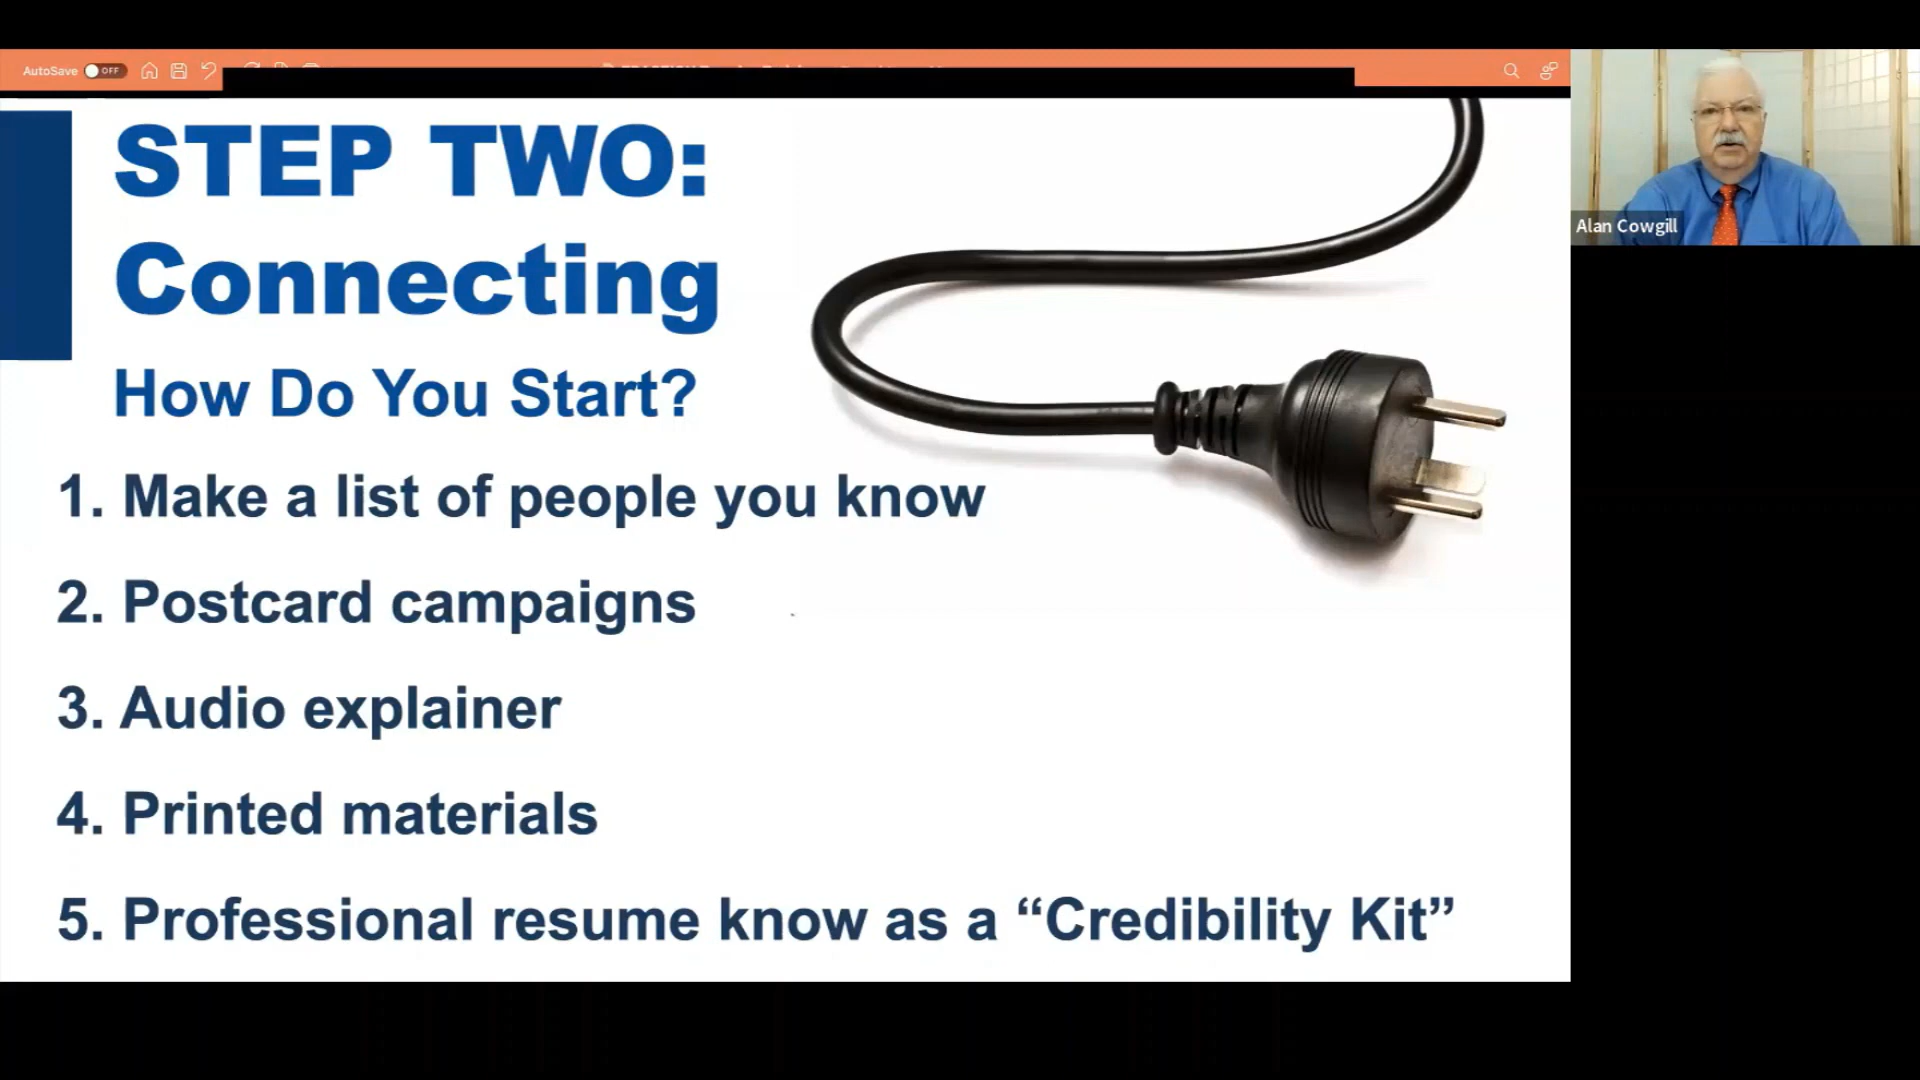 AutoSave OFF
STEP TWO:
Connecting
How Do You Start?
1. Make a list of people you know
2. Postcard campaigns
3. Audio explainer
4. Printed materials
5. Professional resume know as a “Credibility Kit”
Alan Cowgill